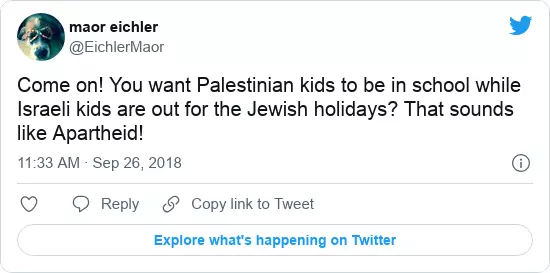 maor eichler
@EichlerMaor
Come on! You want Palestinian kids to be in school while
Israeli kids are out for the Jewish holidays? That sounds
like Apartheid!
11:33 AM · Sep 26, 2018
Reply
Copy link to Tweet
Explore what's happening on Twitter